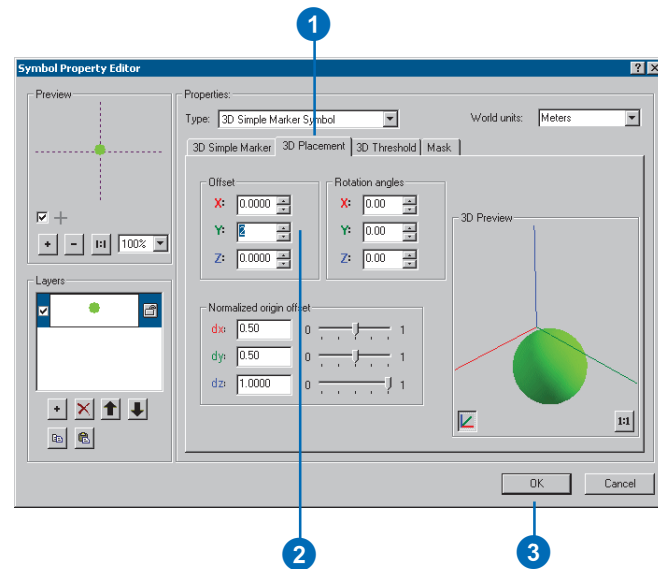 1
Symbol Property Editor
? ×
Preview
+ - 1:1 100%
Layers
Properties:
Type: 3D Simple Marker Symbol
World units: Meters
3D Simple Marker 3D Placement 3D Threshold Mask
Offset
X: 0.0000
Y: 2
Z: 0.0000
Rotation angles
X: 0.00
Y: 0.00
Z: 0.00
Normalized origin offset
dx: 0.50 0 1
dy: 0.50 0 1
dz: 1.0000 0 1
3D Preview
1:1
OK Cancel
2 3